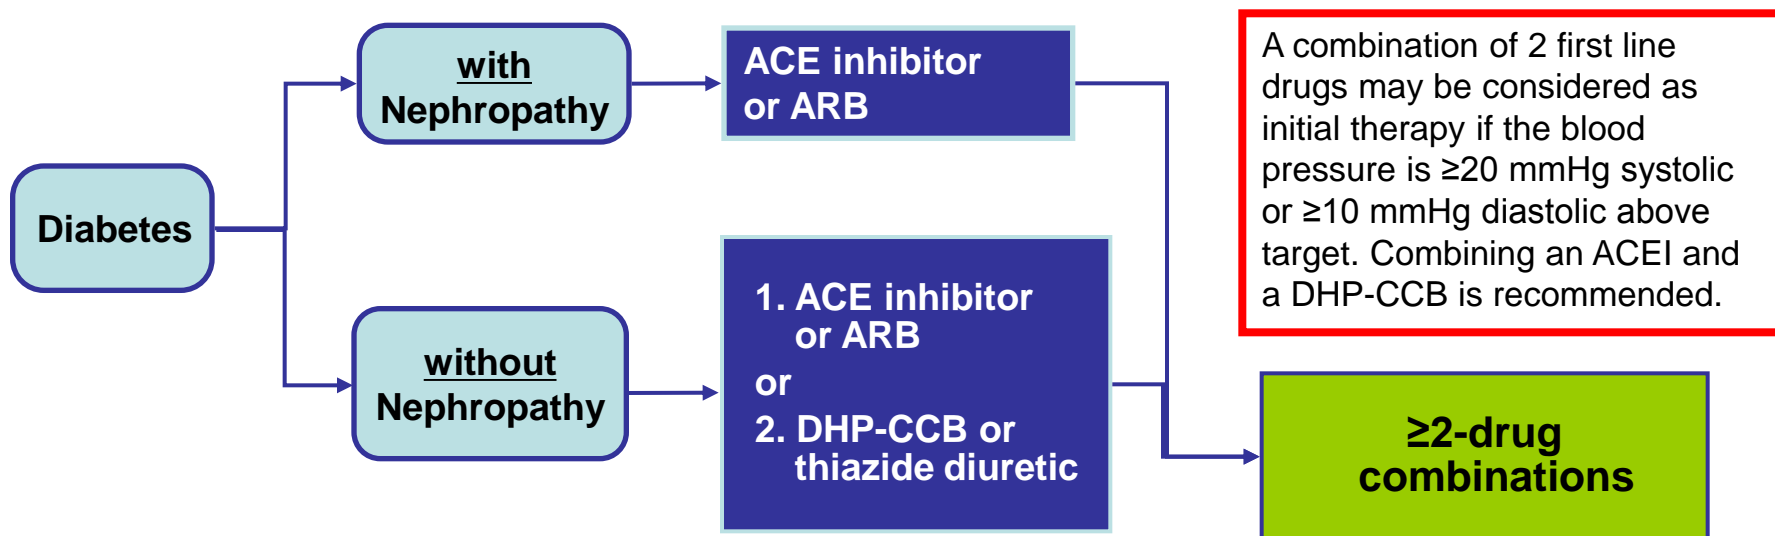 Diabetes
with
Nephropathy
ACE inhibitor
or ARB
without
Nephropathy
1. ACE inhibitor
or ARB
or
2. DHP-CCB or
thiazide diuretic
A combination of 2 first line
drugs may be considered as
initial therapy if the blood
pressure is ≥20 mmHg systolic
or ≥10 mmHg diastolic above
target. Combining an ACEI and
a DHP-CCB is recommended.
≥2-drug
combinations